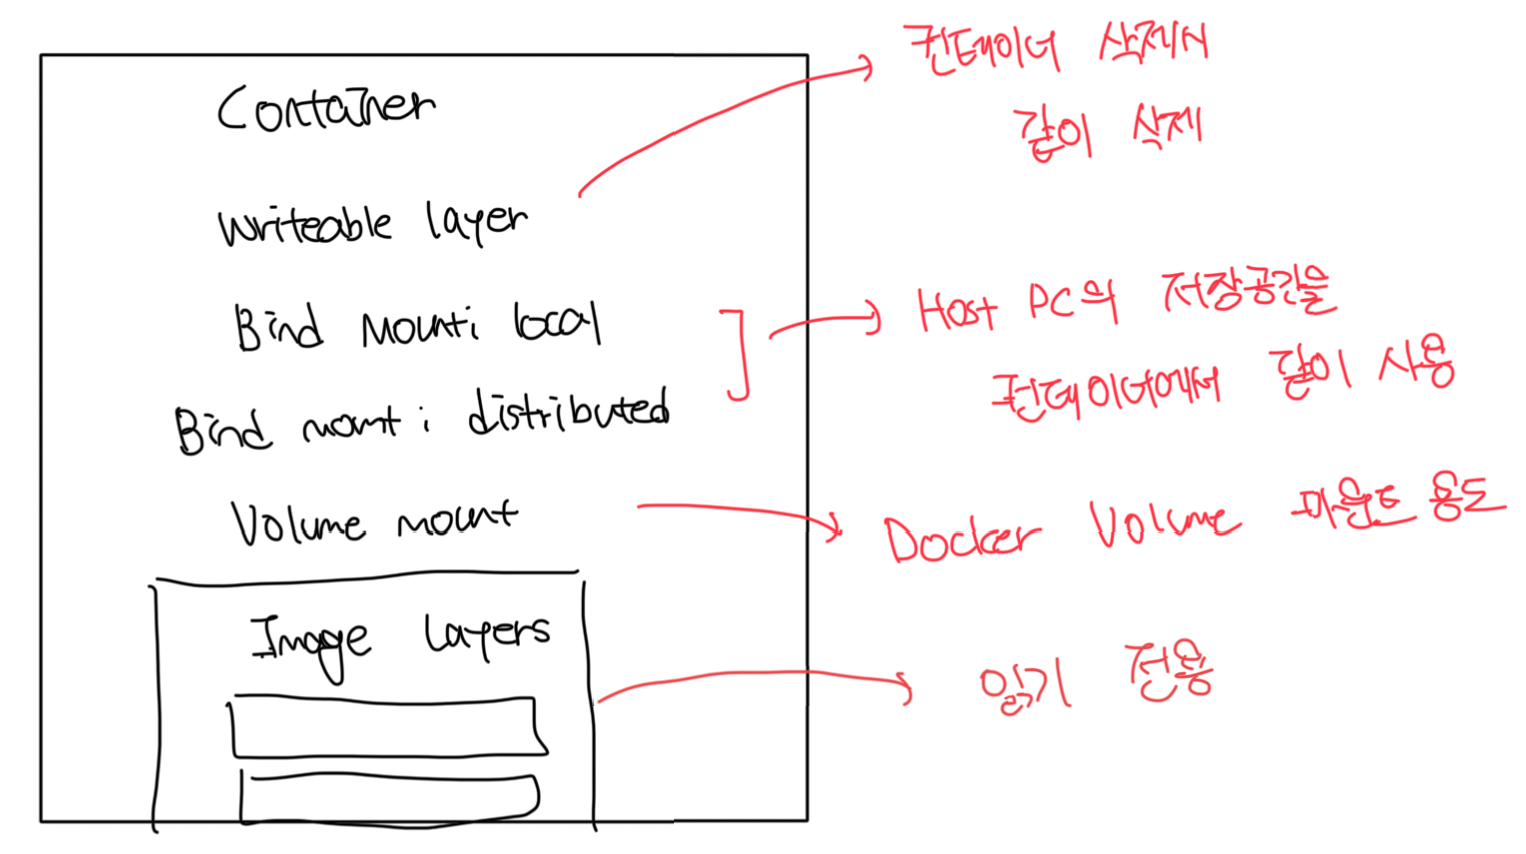 Container
Writeable layer
Bind Mount: local
Bind mount : distributed
Volume mount
Image Layers
컨테이너 삭제시
같이 삭제
Host PC의 저장공간을
컨테이너에서 같이 사용
Docker Volume 마운트 용도
읽기 전용